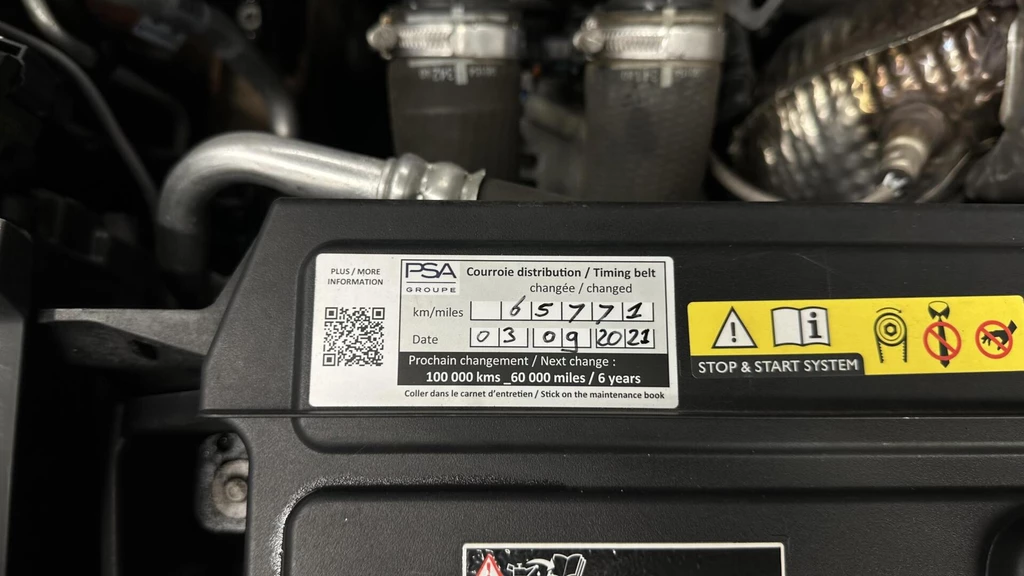 PLUS / MORE
INFORMATION
PSA
GROUPE
Courroie distribution / Timing belt
changée / changed
km/miles 65771
Date 03 09 2021
Prochain changement / Next change :
100 000 kms _60 000 miles / 6 years
Coller dans le carnet d'entretien / Stick on the maintenance book
STOP & START SYSTEM